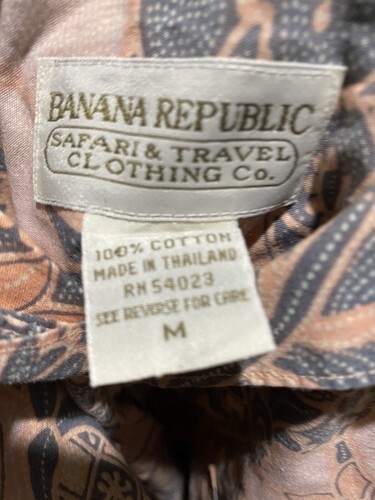 BANANA REPUBLIC
SAFARI & TRAVEL
CLOTHING Co.
100% COTTON
MADE IN THAILAND
RN 54023
SEE REVERSE FOR CARE
M